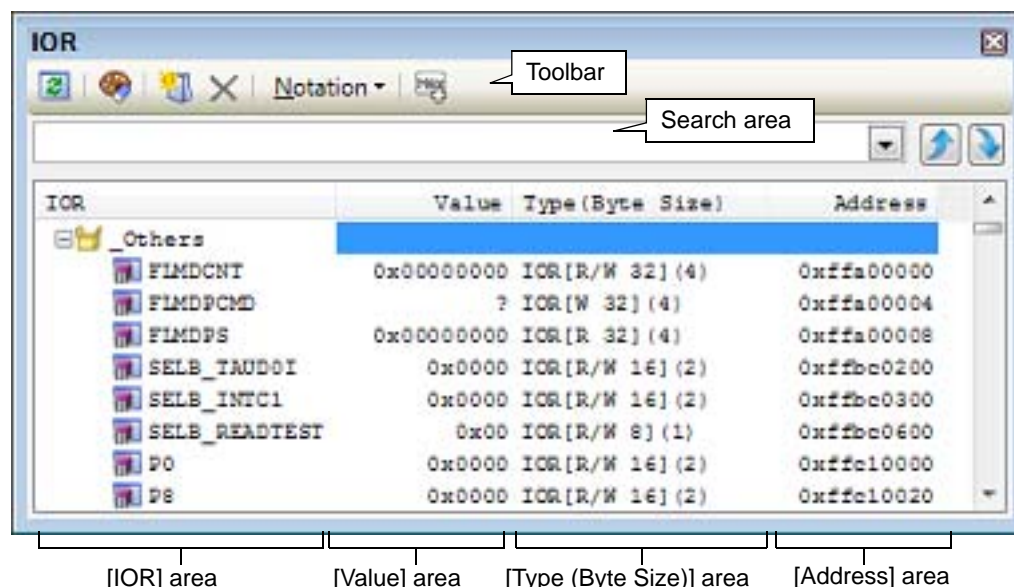 IOR
Notation
Toolbar
Search area
IOR Value Type(Byte Size) Address
_Others
FLMDCNT 0x00000000 IOR[R/W 32](4) 0xffa00000
FLMDPCMD ? IOR[W 32](4) 0xffa00004
FLMDPS 0x00000000 IOR[R 32](4) 0xffa00008
SELB_TAUD0I 0x0000 IOR[R/W 16](2) 0xffbc0200
SELB_INTC1 0x0000 IOR[R/W 16](2) 0xffbc0300
SELB_READTEST 0x00 IOR[R/W 8](1) 0xffbc0600
P0 0x0000 IOR[R/W 16](2) 0xffc10000
P8 0x0000 IOR[R/W 16](2) 0xffc10020
[IOR] area [Value] area [Type (Byte Size)] area [Address] area